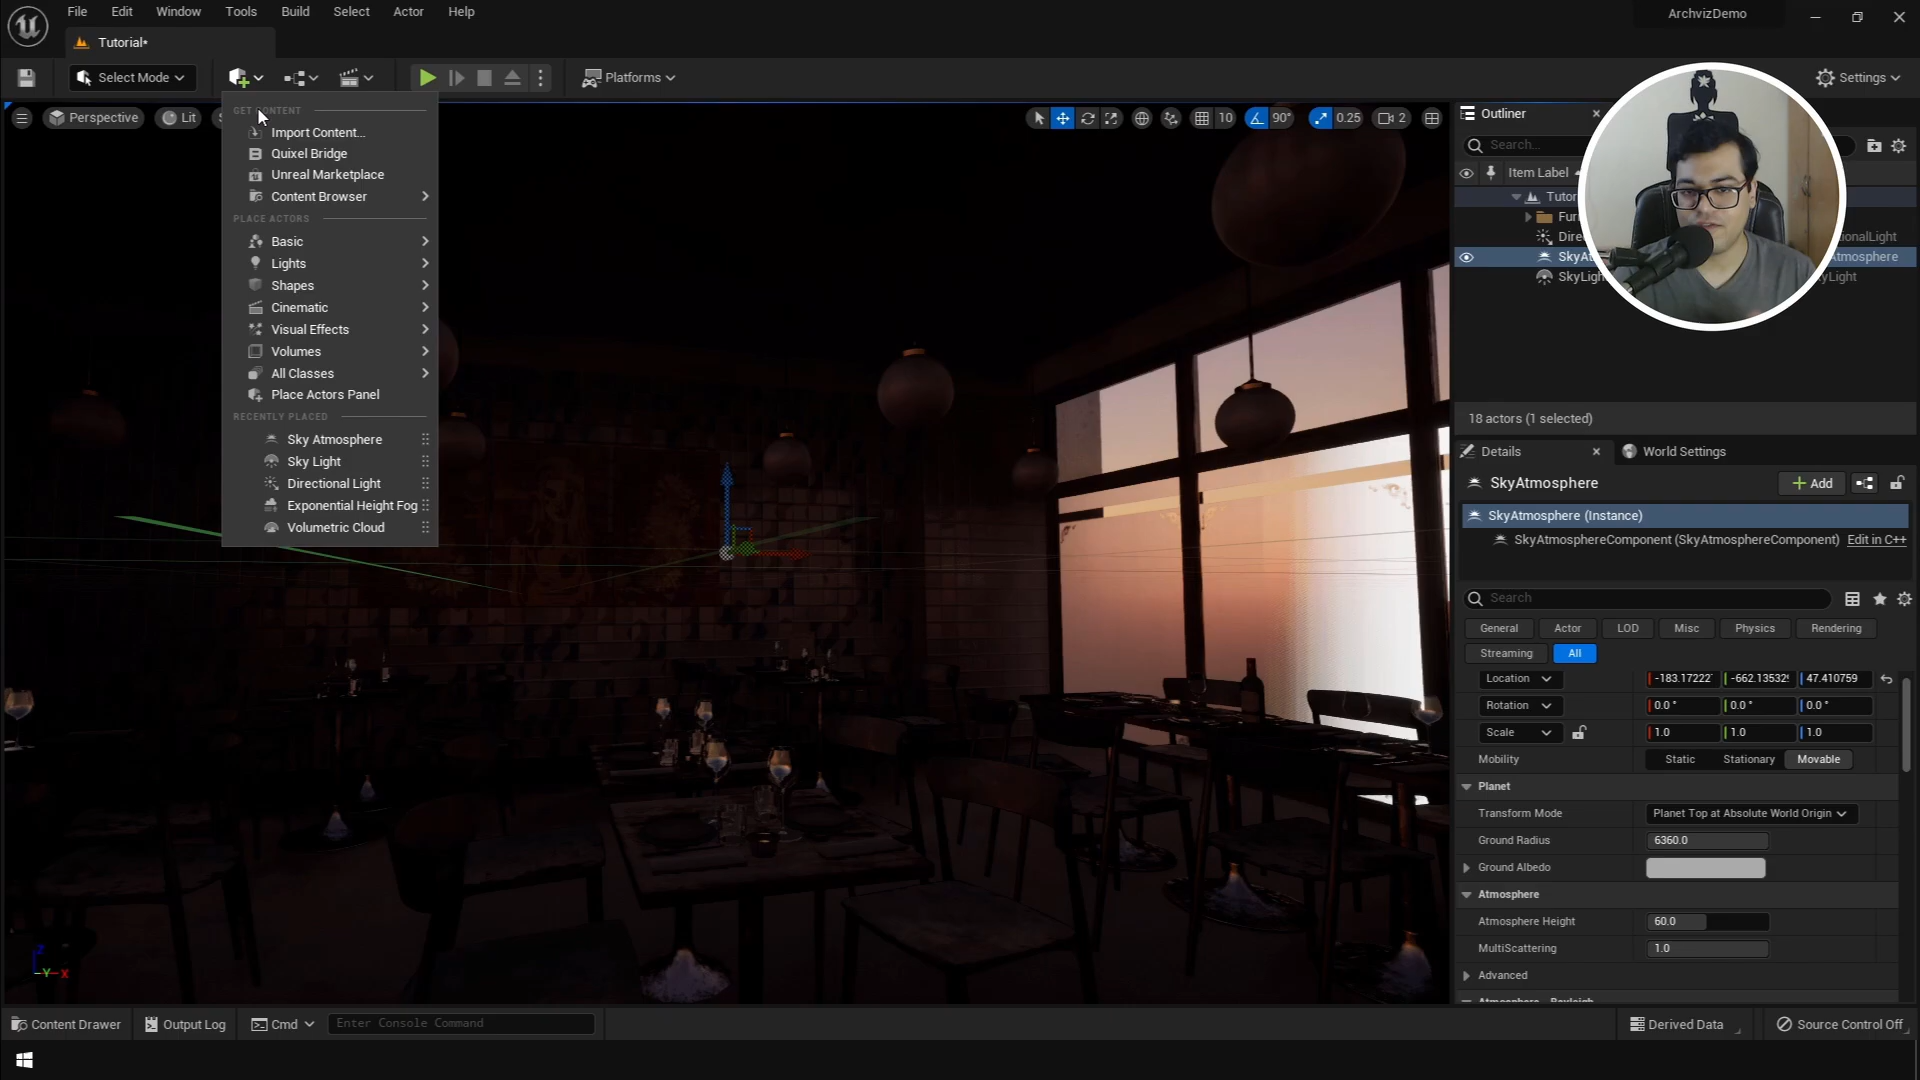 File Edit Window Tools Build Select Actor Help
ArchvizDemo
Tutorial*
Select Mode
Platforms
Settings
Perspective
Lit
10
90°
0.25
2
GET CONTENT
Import Content...
Quixel Bridge
Unreal Marketplace
Content Browser
PLACE ACTORS
Basic
Lights
Shapes
Cinematic
Visual Effects
Volumes
All Classes
Place Actors Panel
RECENTLY PLACED
Sky Atmosphere
Sky Light
Directional Light
Exponential Height Fog
Volumetric Cloud
Outliner
Search...
Item Label
18 actors (1 selected)
Details
World Settings
SkyAtmosphere
Add
SkyAtmosphere (Instance)
SkyAtmosphereComponent (SkyAtmosphereComponent) Edit in C++
Search
General Actor LOD Misc Physics Rendering
Streaming All
Location -183.17222 -662.13532 47.410759
Rotation 0.0 ° 0.0 ° 0.0 °
Scale 1.0 1.0 1.0
Mobility Static Stationary Movable
Planet
Transform Mode Planet Top at Absolute World Origin
Ground Radius 6360.0
Ground Albedo
Atmosphere
Atmosphere Height 60.0
MultiScattering 1.0
Advanced
Content Drawer
Output Log
Cmd
Enter Console Command
Derived Data
Source Control Off